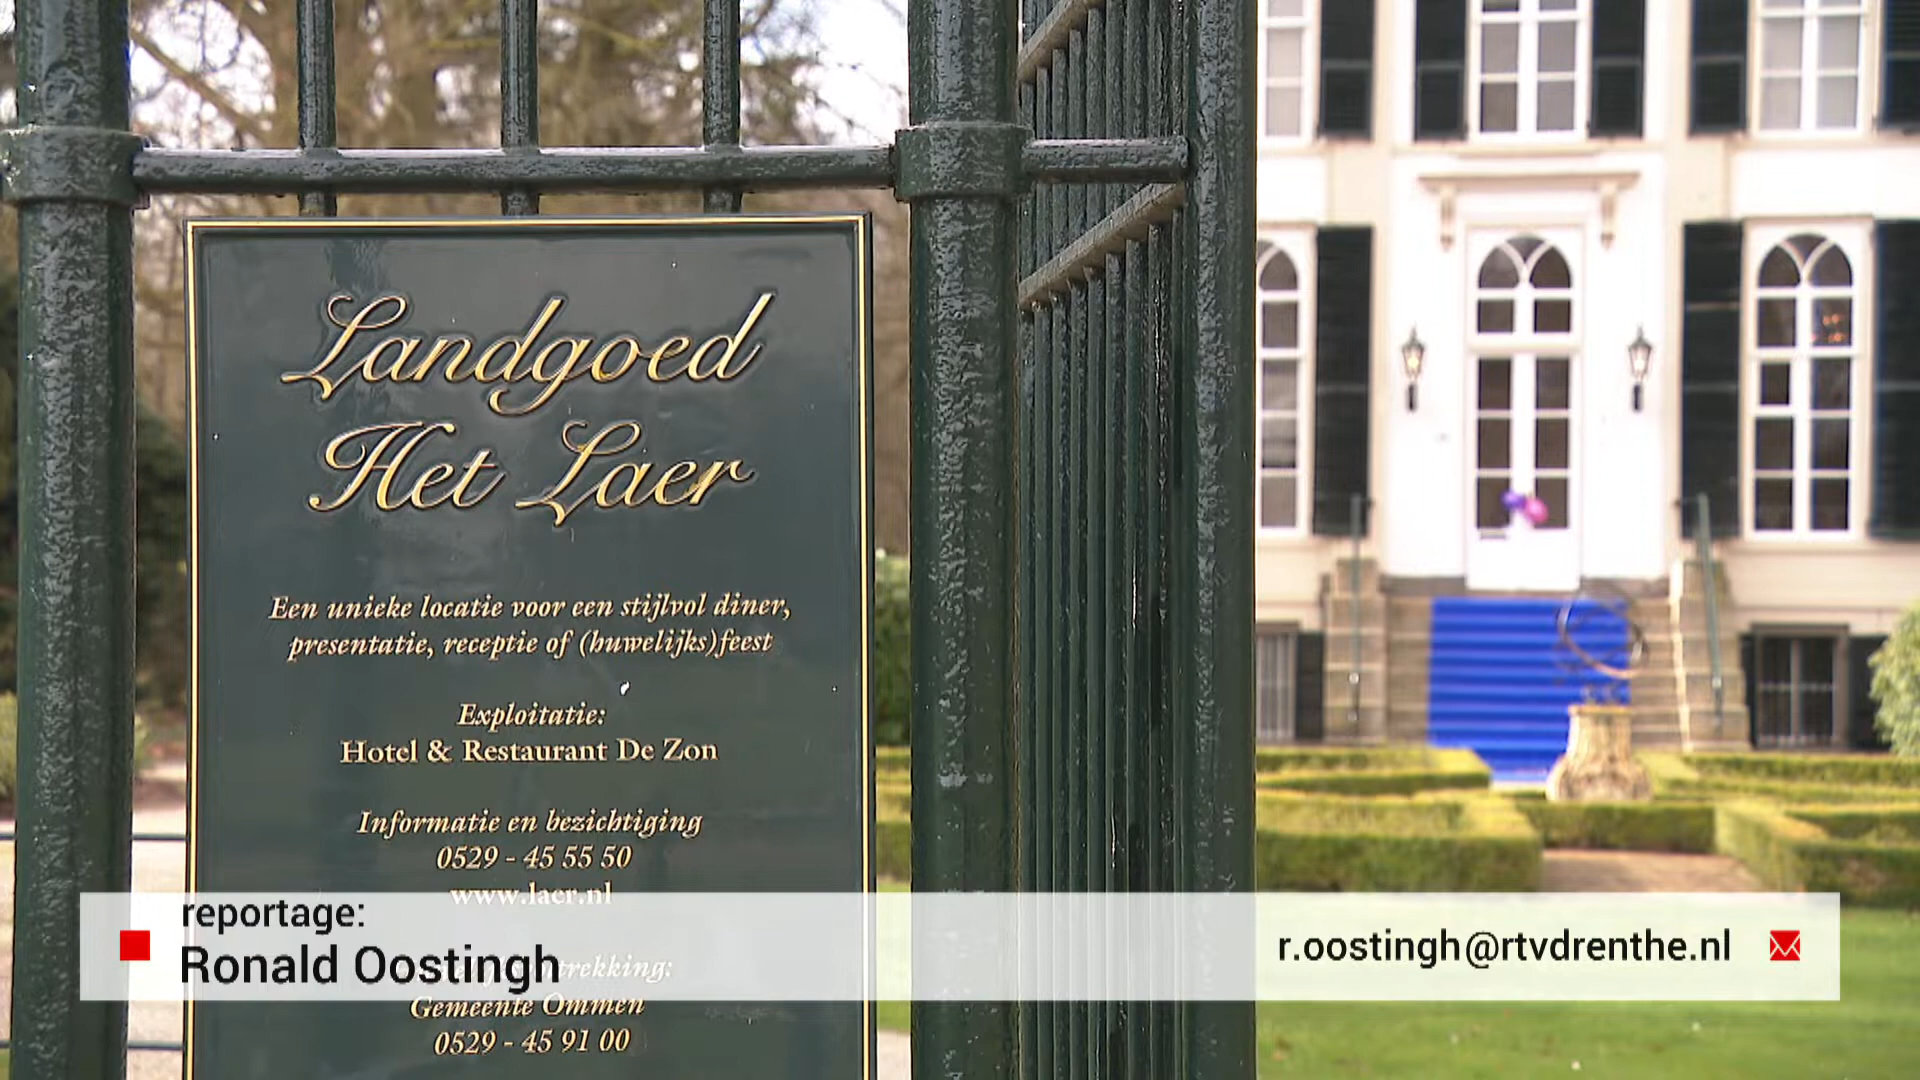 Landgoed
Het Laer
Een unieke locatie voor een stijlvol diner,
presentatie, receptie of (huwelijks)feest
Exploitatie:
Hotel & Restaurant De Zon
Informatie en bezichtiging
0529 - 45 55 50
www.laer.nl
reportage:
Ronald Oostingh
r.oostingh@rtvdrenthe.nl
Gemeente Ommen
0529 - 45 91 00